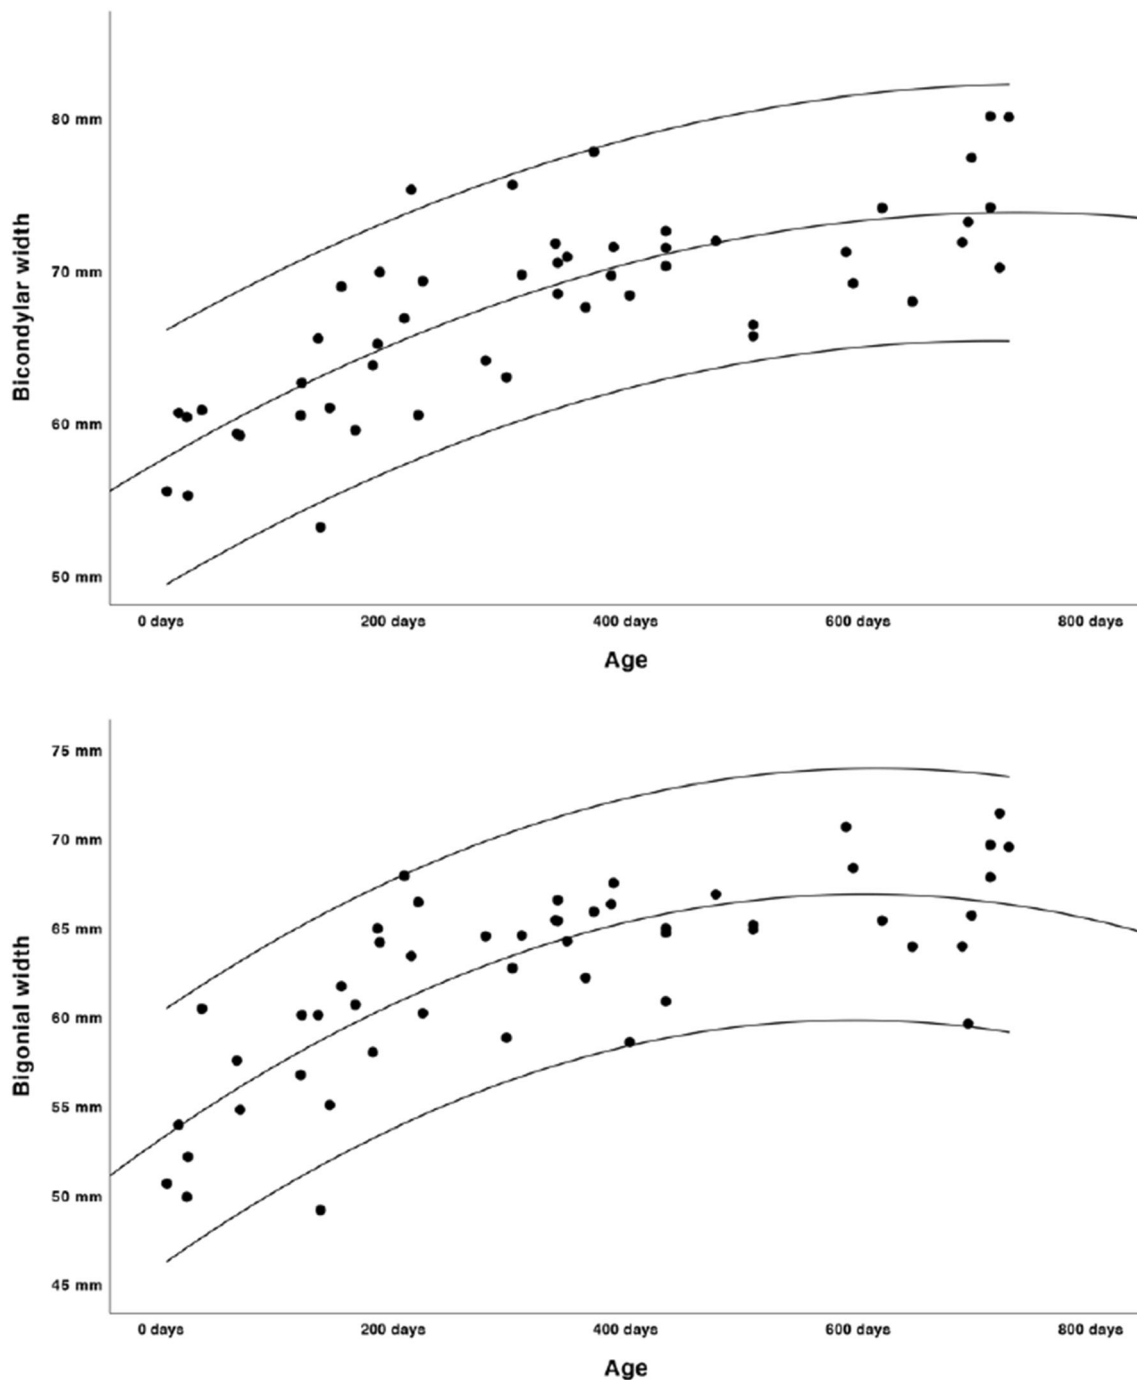 Bicondylar width
80 mm
70 mm
60 mm
50 mm
0 days 200 days 400 days 600 days 800 days
Age
Bigonial width
75 mm
70 mm
65 mm
60 mm
55 mm
50 mm
45 mm
0 days 200 days 400 days 600 days 800 days
Age